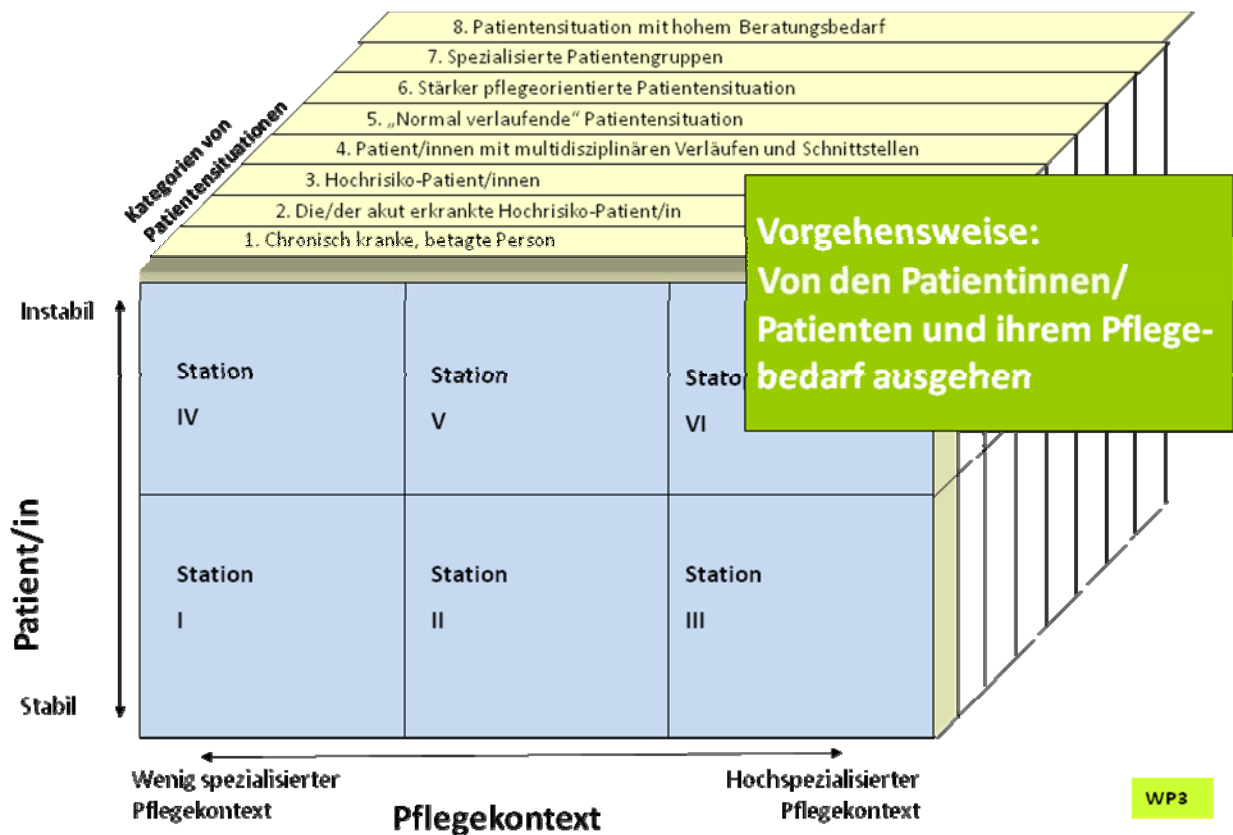 8. Patientensituation mit hohem Beratungsbedarf
7. Spezialisierte Patientengruppen
6. Stärker pflegeorientierte Patientensituation
5. „Normal verlaufende“ Patientensituation
4. Patient/innen mit multidisziplinären Verläufen und Schnittstellen
3. Hochrisiko-Patient/innen
2. Die/der akut erkrankte Hochrisiko-Patient/in
1. Chronisch kranke, betagte Person
Kategorien von
Patientensituationen
Vorgehensweise:
Von den Patientinnen/
Patienten und ihrem Pflege-
bedarf ausgehen
Instabil
Patient/in
Stabil
Station
IV
Station
V
VI
Station
I
Station
II
Station
III
Wenig spezialisierter
Pflegekontext
Pflegekontext
Hochspezialisierter
Pflegekontext
WP3